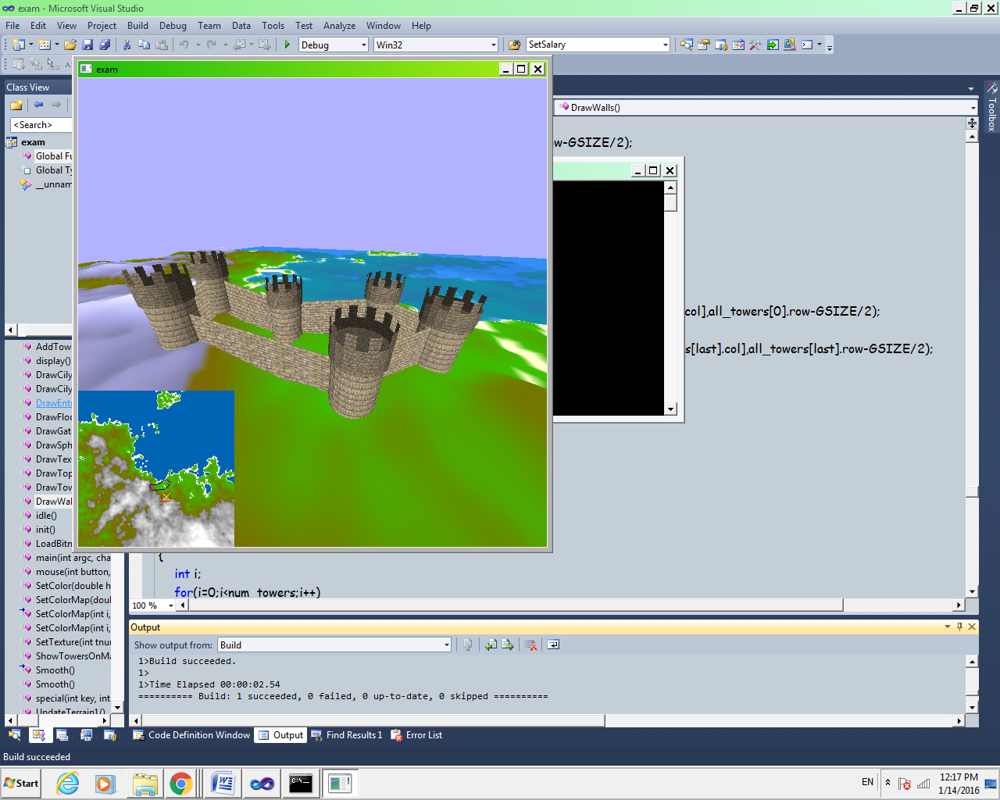 exam - Microsoft Visual Studio
File Edit View Project Build Debug Team Data Tools Test Analyze Window Help
Debug Win32 SetSalary
exam
Class View
DrawWalls()
Toolbox
<Search>
exam
Global Fu
Global Ty
__unnam
ow-GSIZE/2);
col],all_towers[0].row-GSIZE/2);
s[last].col],all_towers[last].row-GSIZE/2);
AddTow
display()
DrawCily
DrawCily
DrawEntr
DrawFloo
DrawGat
DrawSph
DrawTex
DrawTop
DrawTow
DrawWal
idle()
init()
LoadBitm
main(int argc, cha
mouse(int button,
SetColor(double h
SetColorMap(doul
SetColorMap(int i,
SetColorMap(int i,
SetTexture(int tnur
ShowTowersOnMa
Smooth()
Smooth()
special(int key, int
UpdateTerrain1()
{
int i;
for(i=0;i<num_towers;i++)
100 %
Output
Show output from: Build
1>Build succeeded.
1>
1>Time Elapsed 00:00:02.54
========== Build: 1 succeeded, 0 failed, 0 up-to-date, 0 skipped ==========
Code Definition Window Output Find Results 1 Error List
Build succeeded
Start EN 12:17 PM
1/14/2016